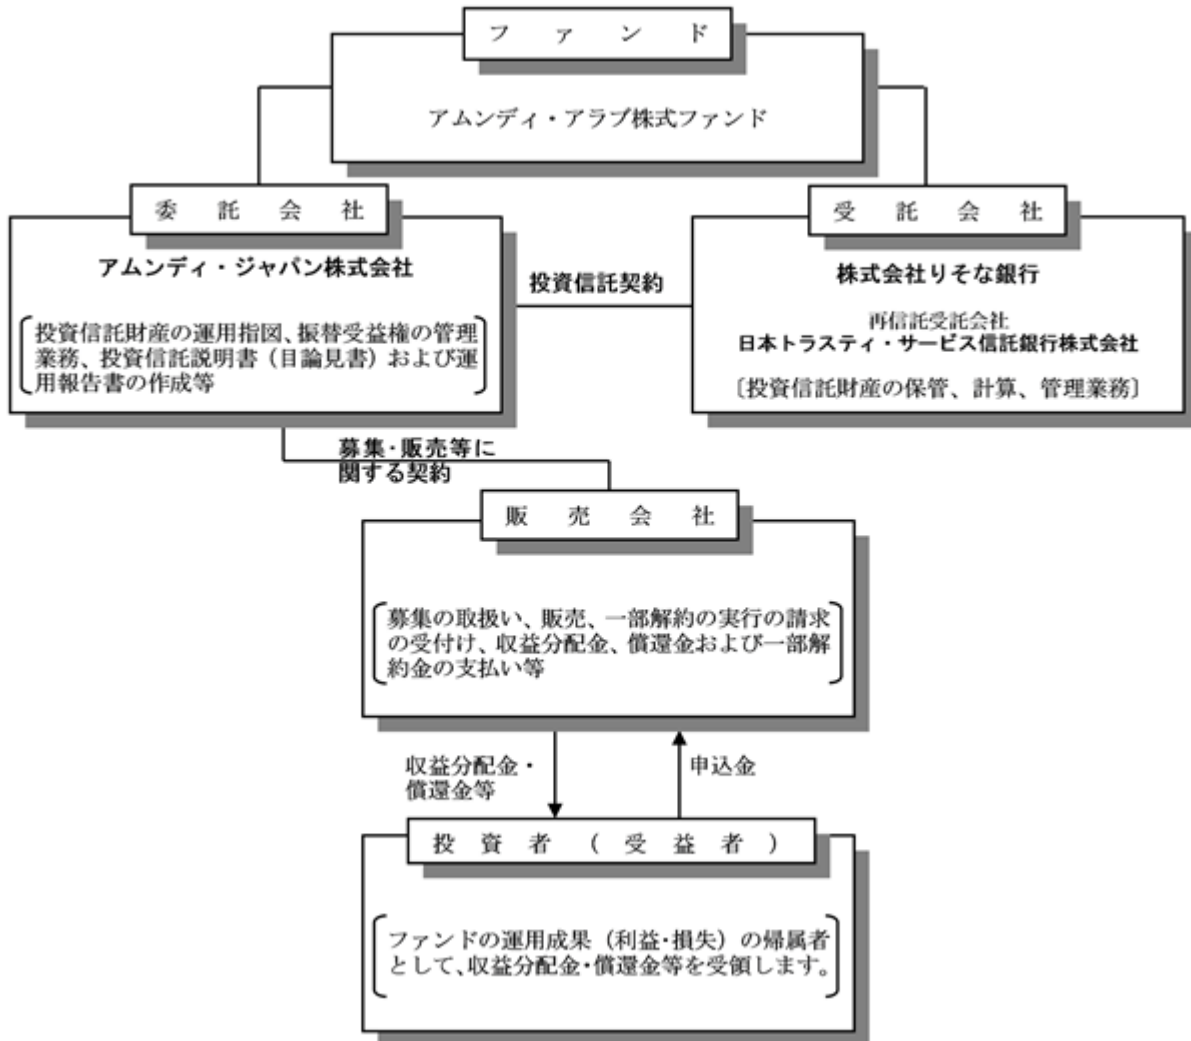 ファンド
アムンディ・アラブ株式ファンド
委託会社
アムンディ・ジャパン株式会社
投資信託財産の運用指図、振替受益権の管理
業務、投資信託説明書（目論見書）および運
用報告書の作成等
投資信託契約
受託会社
株式会社りそな銀行
再信託受託会社
日本トラスティ・サービス信託銀行株式会社
〔投資信託財産の保管、計算、管理業務〕
募集・販売等に
関する契約
販売会社
募集の取扱い、販売、一部解約の実行の請求
の受付け、収益分配金、償還金および一部解
約金の支払い等
収益分配金・
償還金等
申込金
投資者（受益者）
ファンドの運用成果（利益・損失）の帰属者
として、収益分配金・償還金等を受領します。